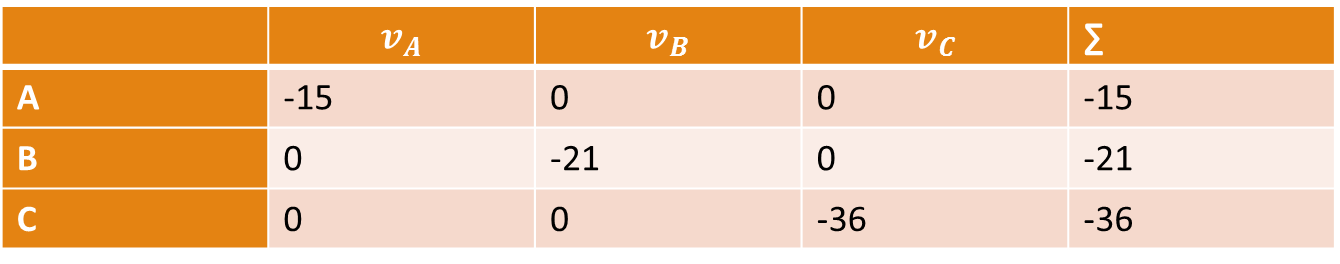 v_A v_B v_C ∑
A -15 0 0 -15
B 0 -21 0 -21
C 0 0 -36 -36